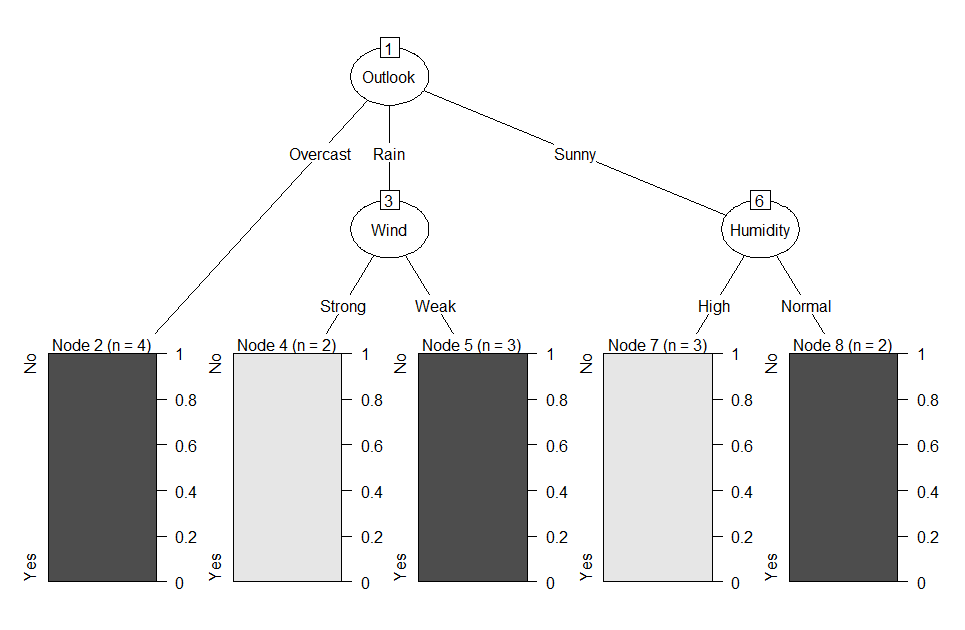 1
Outlook
Overcast
Rain
Sunny
3
Wind
6
Humidity
Strong
Weak
High
Normal
Node 2 (n = 4)
No
Yes
1
0.8
0.6
0.4
0.2
0
Node 4 (n = 2)
No
Yes
1
0.8
0.6
0.4
0.2
0
Node 5 (n = 3)
No
Yes
1
0.8
0.6
0.4
0.2
0
Node 7 (n = 3)
No
Yes
1
0.8
0.6
0.4
0.2
0
Node 8 (n = 2)
No
Yes
1
0.8
0.6
0.4
0.2
0